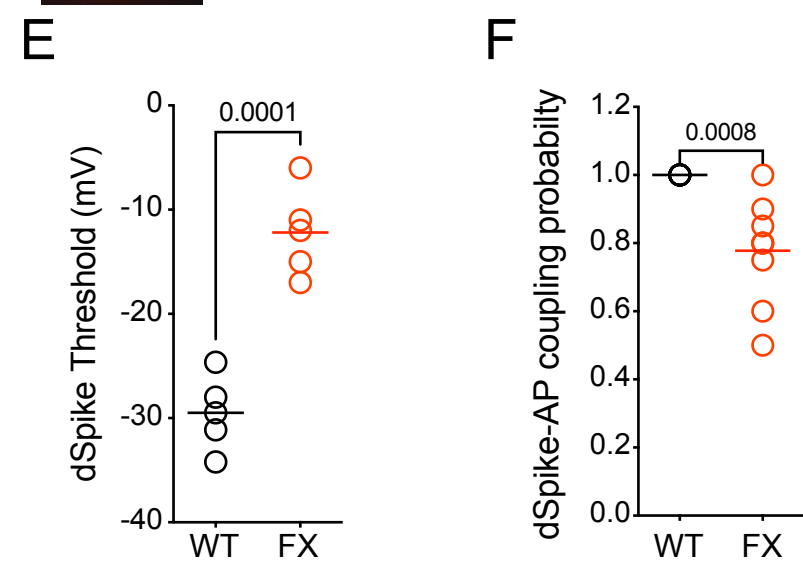 E
dSpike Threshold (mV)
0
-10
-20
-30
-40
0.0001
WT FX
F
dSpike-AP coupling probabilty
1.2
1.0
0.8
0.6
0.4
0.2
0.0
0.0008
WT FX